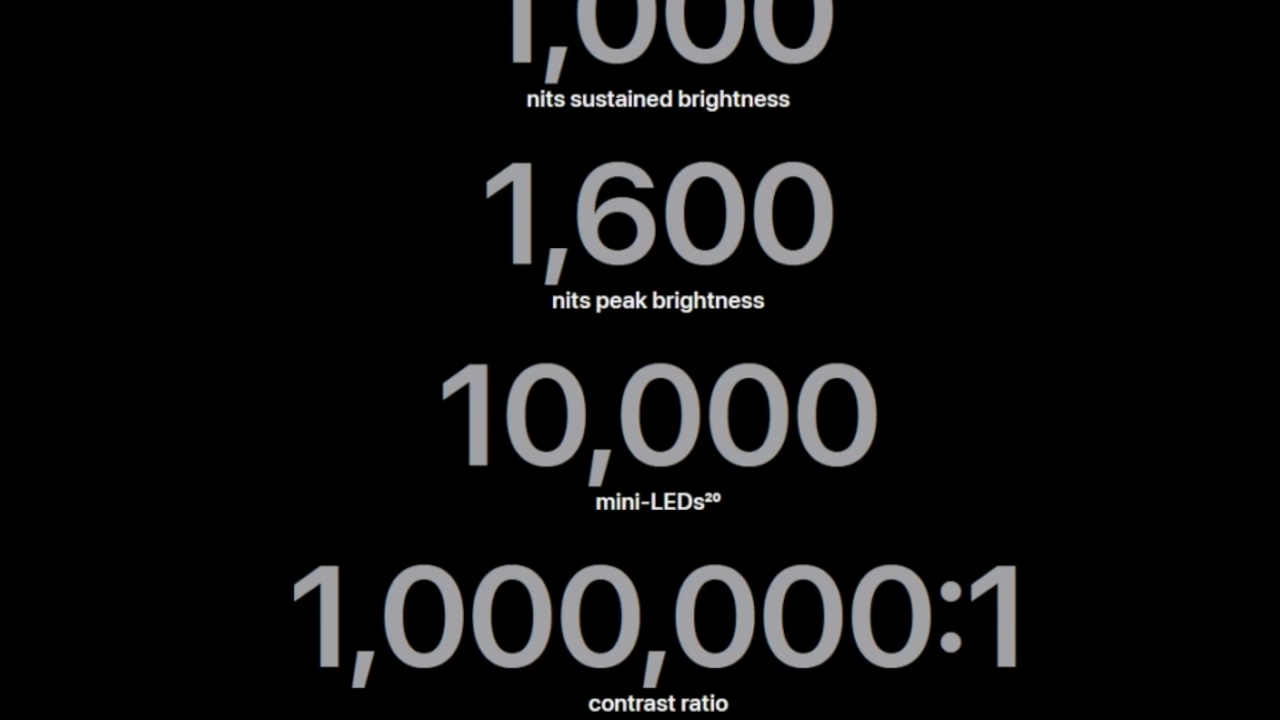 1,000
nits sustained brightness
1,600
nits peak brightness
10,000
mini-LEDs²⁰
1,000,000:1
contrast ratio